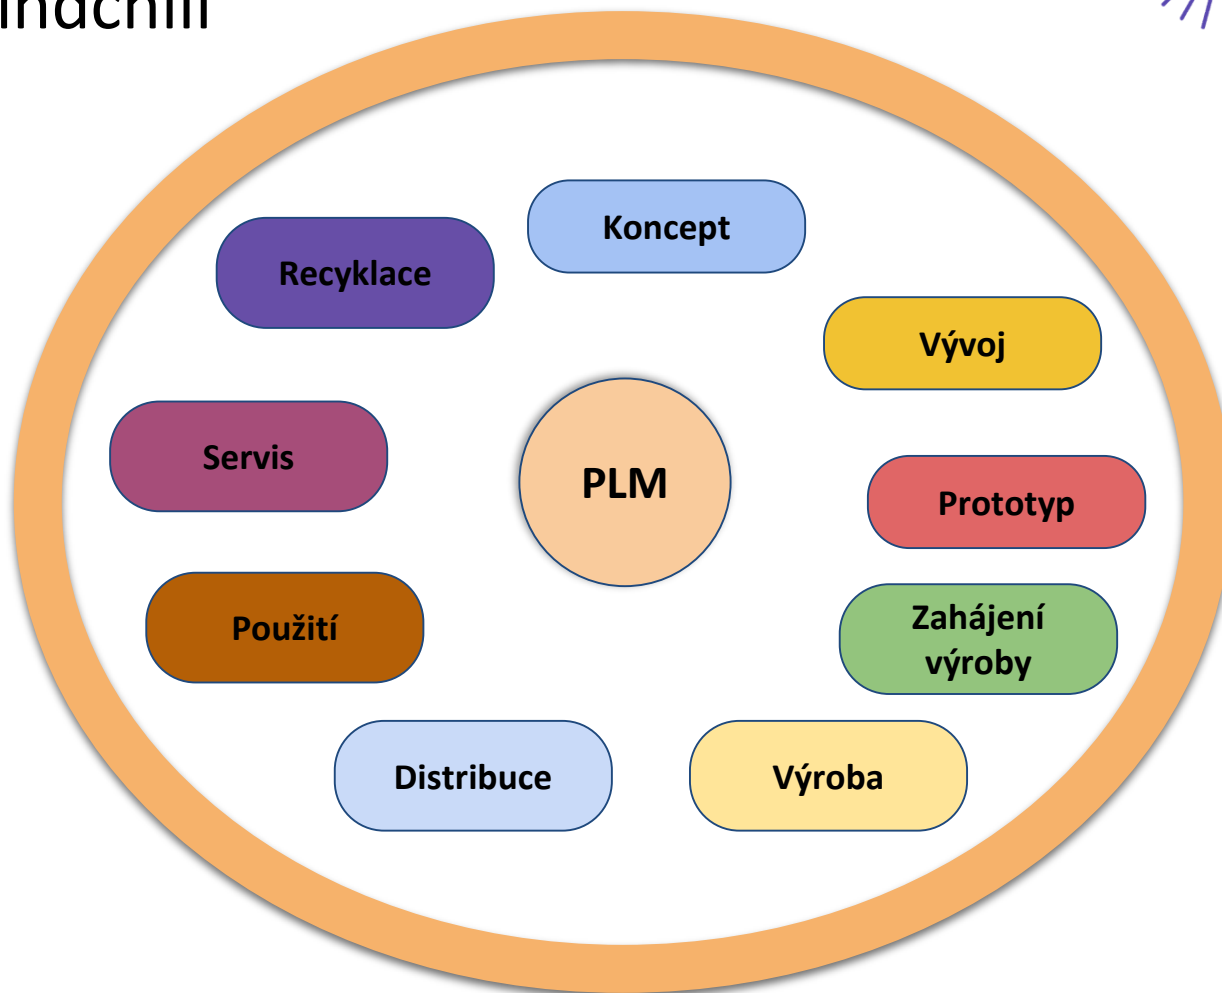 Koncept
Recyklace
Vývoj
Servis
PLM
Prototyp
Použití
Zahájení
výroby
Distribuce
Výroba